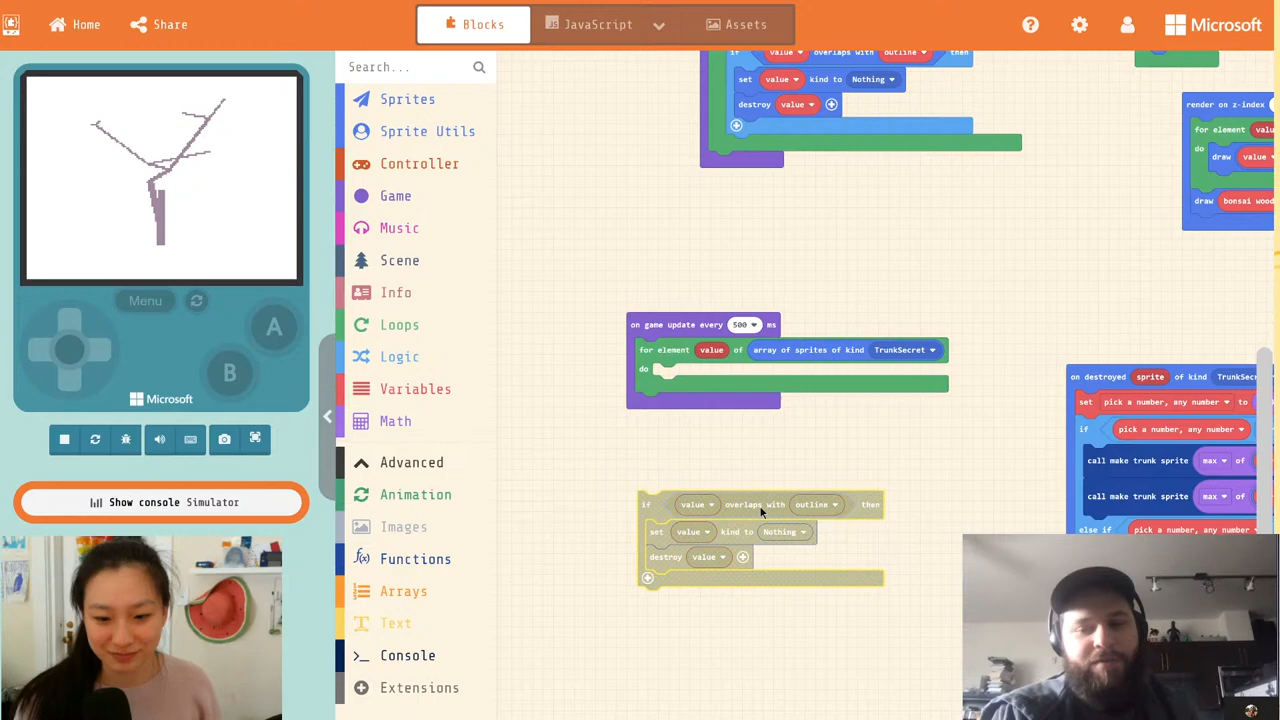 Home
Share
Blocks
JavaScript
Assets
Microsoft
Menu
A
B
Microsoft
Show console Simulator
Search...
Sprites
Sprite Utils
Controller
Game
Music
Scene
Info
Loops
Logic
Variables
Math
Advanced
Animation
Images
Functions
Arrays
Text
Console
Extensions
if value overlaps with outline then
set value kind to Nothing
destroy value
on game update every 500 ms
for element value of array of sprites of kind TrunkSecret
do
if value overlaps with outline then
set value kind to Nothing
destroy value
render on z-index
for element value
do draw value
draw bonsai wood
on destroyed sprite of kind TrunkSecre
set pick a number, any number to
if pick a number, any number
call make trunk sprite max of
call make trunk sprite max of
else if pick a number, any number